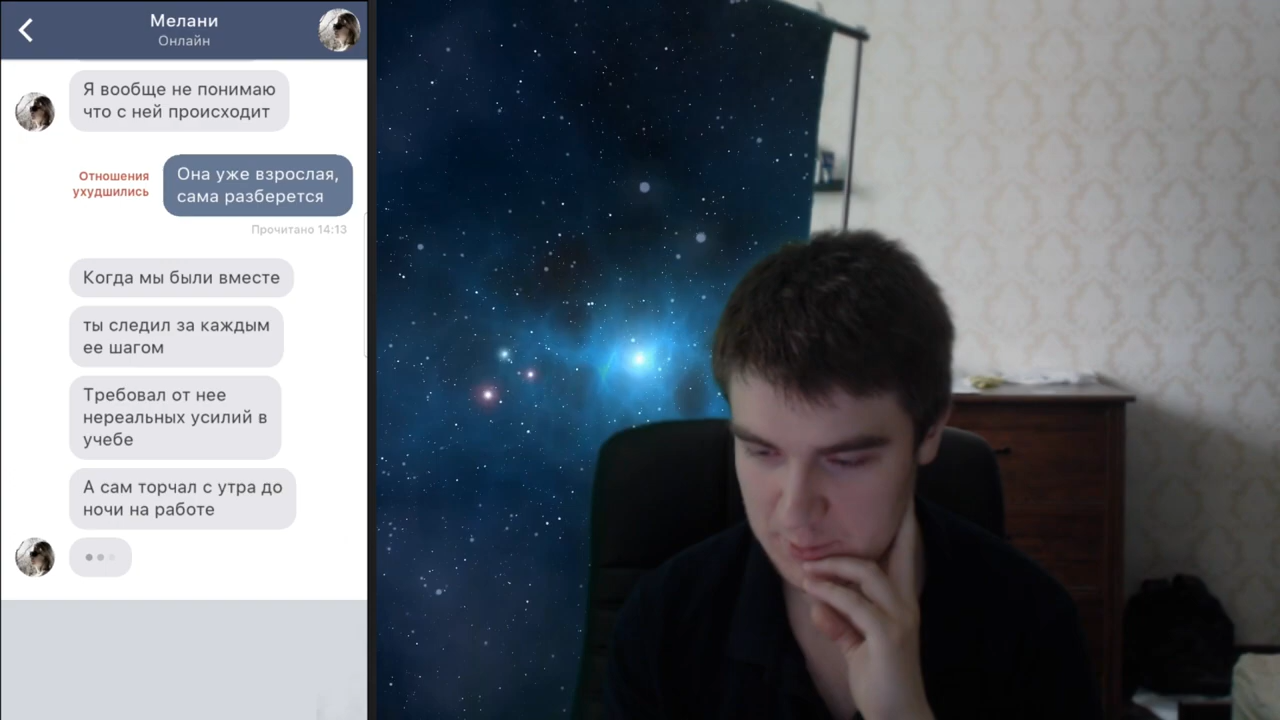 Мелани
Онлайн
Я вообще не понимаю
что с ней происходит
Отношения
ухудшились
Она уже взрослая,
сама разберется
Прочитано 14:13
Когда мы были вместе
ты следил за каждым
ее шагом
Требовал от нее
нереальных усилий в
учебе
А сам торчал с утра до
ночи на работе